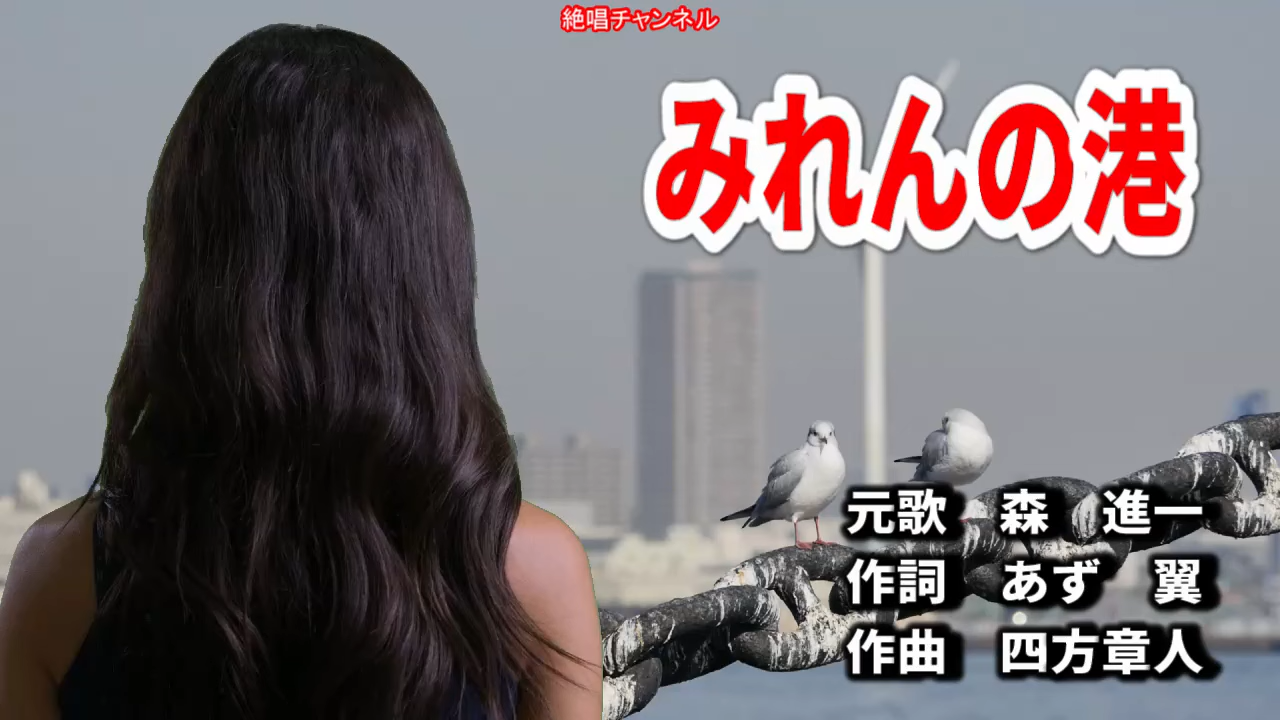 絶唱チャンネル
みれんの港
元歌　森　進一
作詞　あず　翼
作曲　四方章人